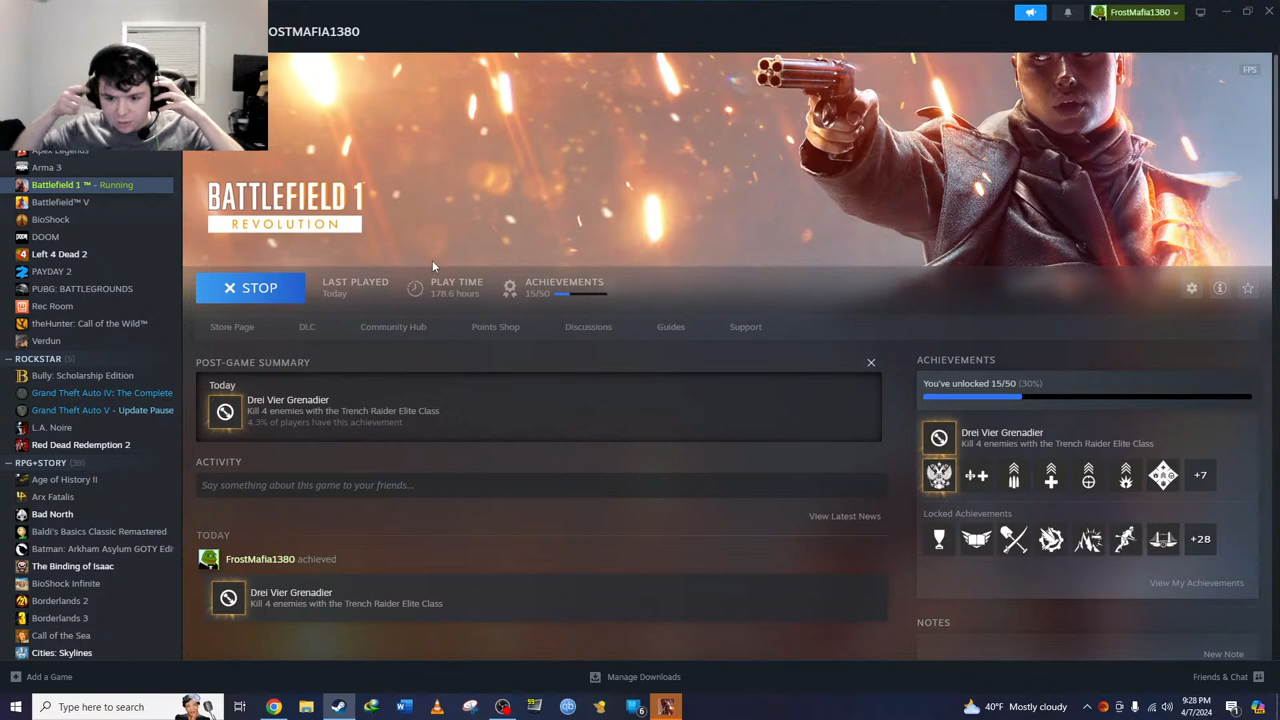 OSTMAFIA1380
FrostMafia1380
FPS
Apex Legends
Arma 3
Battlefield 1 ™ - Running
Battlefield™ V
BioShock
DOOM
Left 4 Dead 2
PAYDAY 2
PUBG: BATTLEGROUNDS
Rec Room
theHunter: Call of the Wild™
Verdun
ROCKSTAR (5)
Bully: Scholarship Edition
Grand Theft Auto IV: The Complete
Grand Theft Auto V - Update Pause
L.A. Noire
Red Dead Redemption 2
RPG+STORY (38)
Age of History II
Arx Fatalis
Bad North
Baldi's Basics Classic Remastered
Batman: Arkham Asylum GOTY Edit
The Binding of Isaac
BioShock Infinite
Borderlands 2
Borderlands 3
Call of the Sea
Cities: Skylines
BATTLEFIELD 1
REVOLUTION
STOP
LAST PLAYED
Today
PLAY TIME
178.6 hours
ACHIEVEMENTS
15/50
Store Page DLC Community Hub Points Shop Discussions Guides Support
POST-GAME SUMMARY
Today
Drei Vier Grenadier
Kill 4 enemies with the Trench Raider Elite Class
4.3% of players have this achievement
ACTIVITY
Say something about this game to your friends...
View Latest News
TODAY
FrostMafia1380 achieved
Drei Vier Grenadier
Kill 4 enemies with the Trench Raider Elite Class
ACHIEVEMENTS
You've unlocked 15/50 (30%)
Drei Vier Grenadier
Kill 4 enemies with the Trench Raider Elite Class
+7
Locked Achievements
+28
View My Achievements
NOTES
New Note
Add a Game
Manage Downloads
Friends & Chat
Type here to search
40°F Mostly cloudy
9:28 PM
4/7/2024